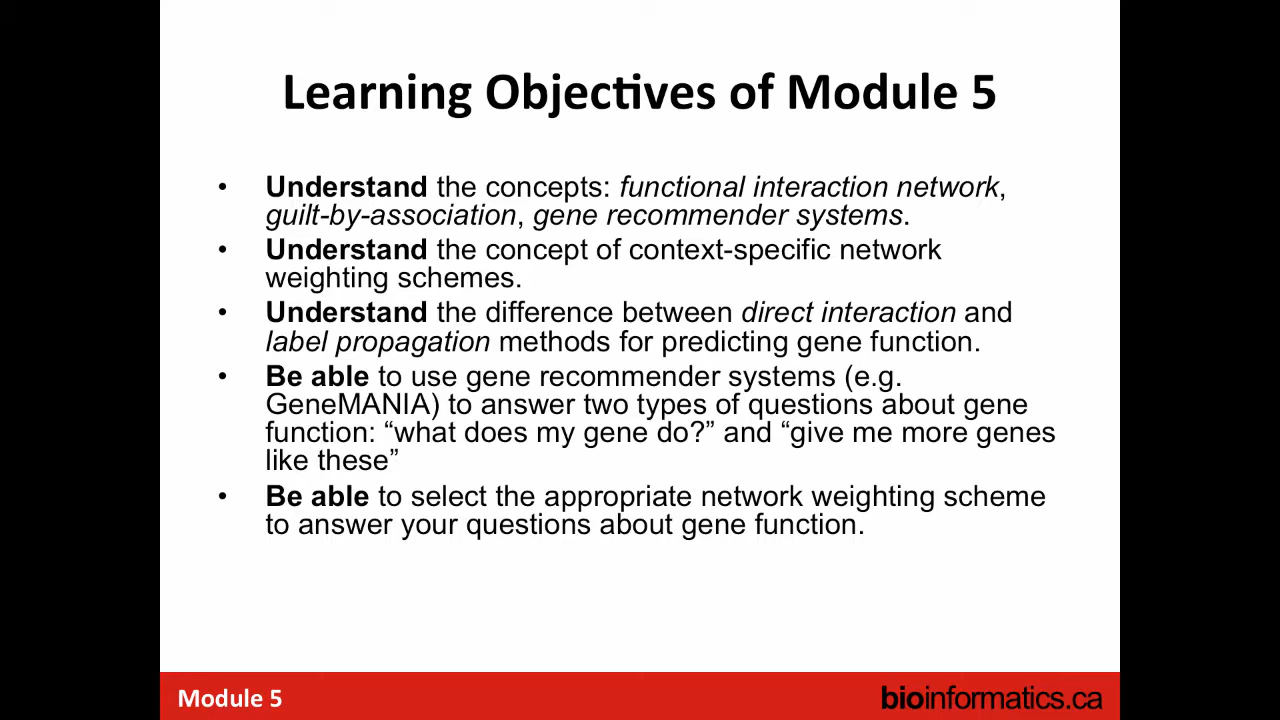 Learning Objectives of Module 5
• Understand the concepts: functional interaction network,
guilt-by-association, gene recommender systems.
• Understand the concept of context-specific network
weighting schemes.
• Understand the difference between direct interaction and
label propagation methods for predicting gene function.
• Be able to use gene recommender systems (e.g.
GeneMANIA) to answer two types of questions about gene
function: “what does my gene do?” and “give me more genes
like these”
• Be able to select the appropriate network weighting scheme
to answer your questions about gene function.
Module 5
bioinformatics.ca